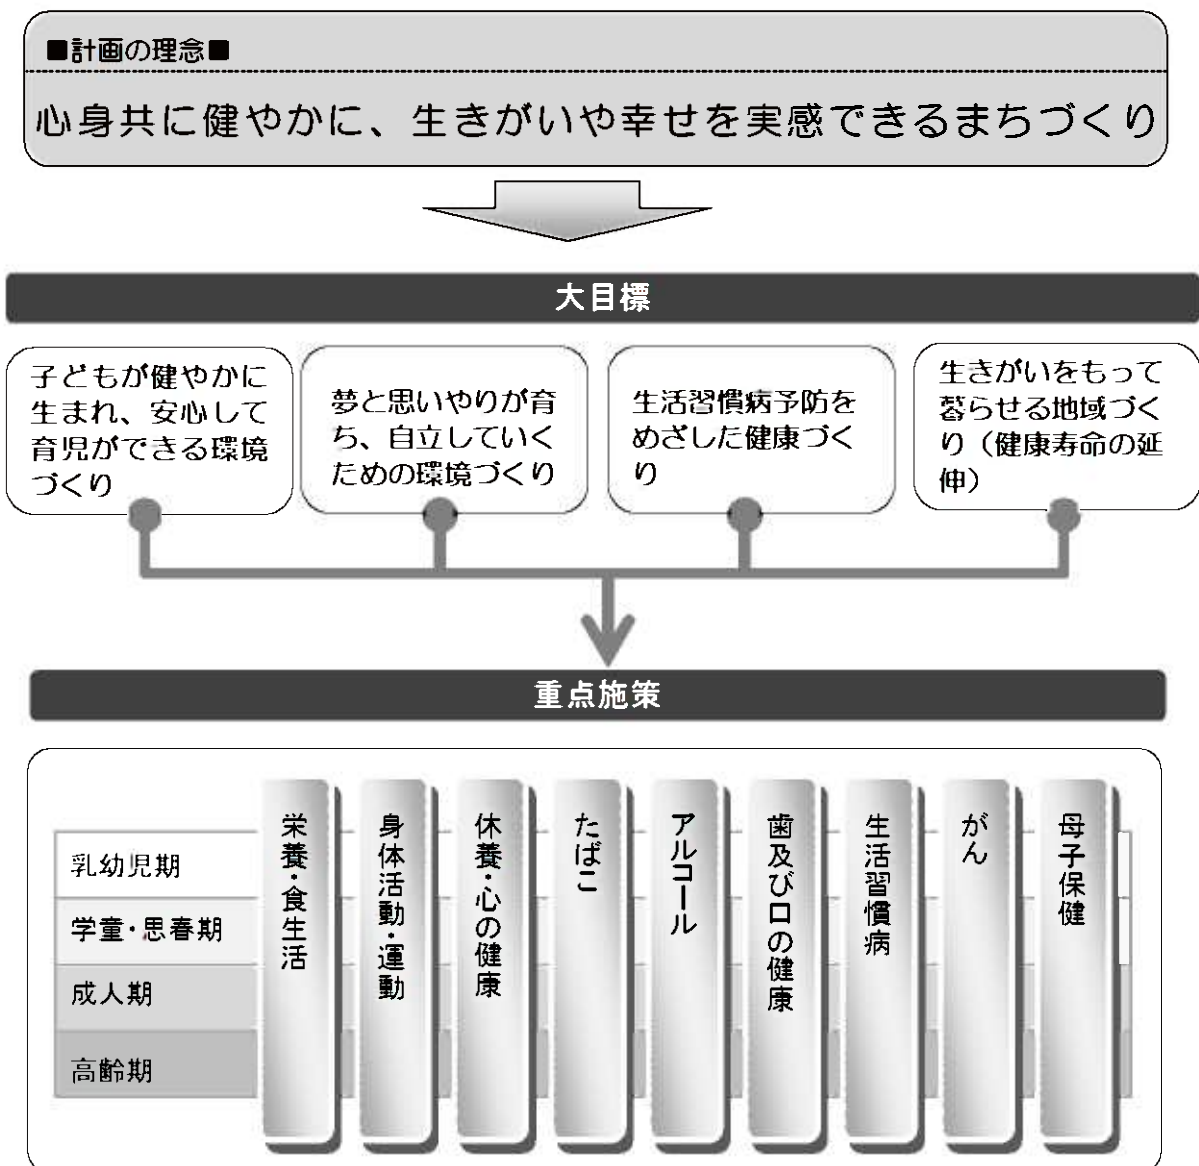 ■計画の理念■
心身共に健やかに、生きがいや幸せを実感できるまちづくり
大目標
子どもが健やかに
生まれ、安心して
育児ができる環境
づくり
夢と思いやりが育
ち、自立していく
ための環境づくり
生活習慣病予防を
めざした健康づく
り
生きがいをもって
暮らせる地域づく
り（健康寿命の延
伸）
重点施策
乳幼児期
学童・思春期
成人期
高齢期
栄養・食生活
身体活動・運動
休養・心の健康
たばこ
アルコール
歯及び口の健康
生活習慣病
がん
母子保健